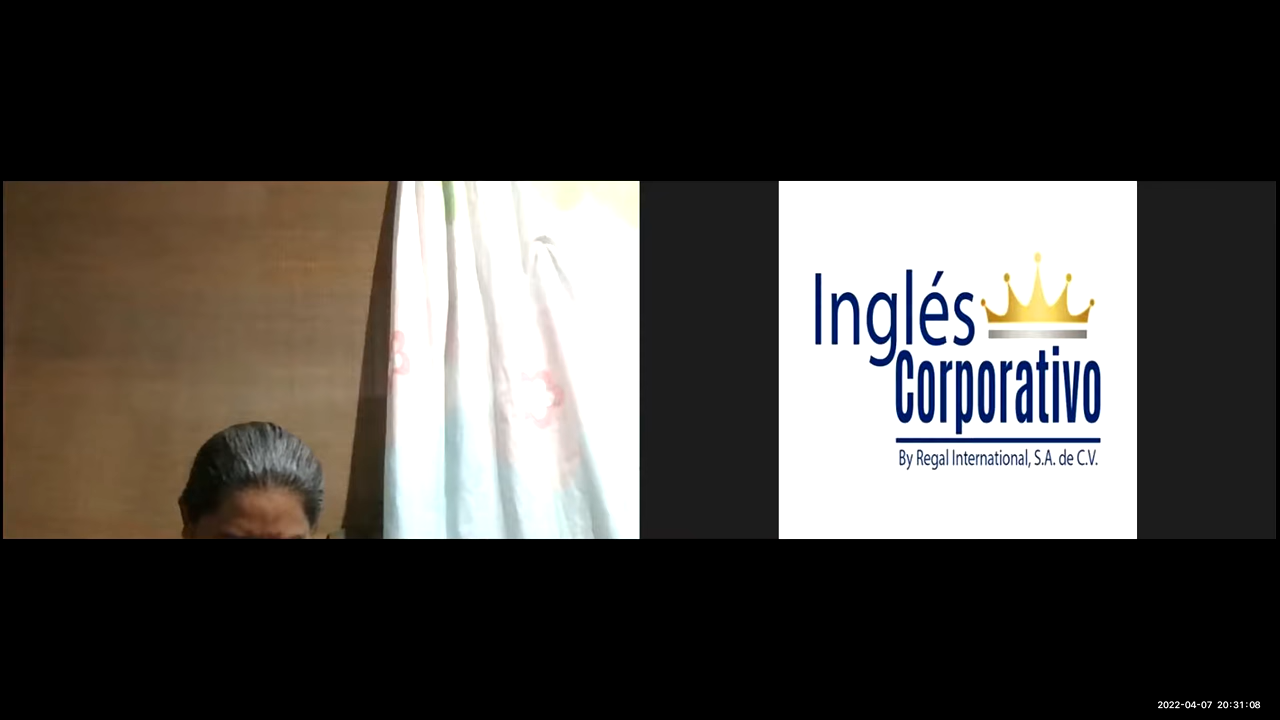 Inglés
Corporativo
By Regal International, S.A. de C.V.
2022-04-07 20:31:08